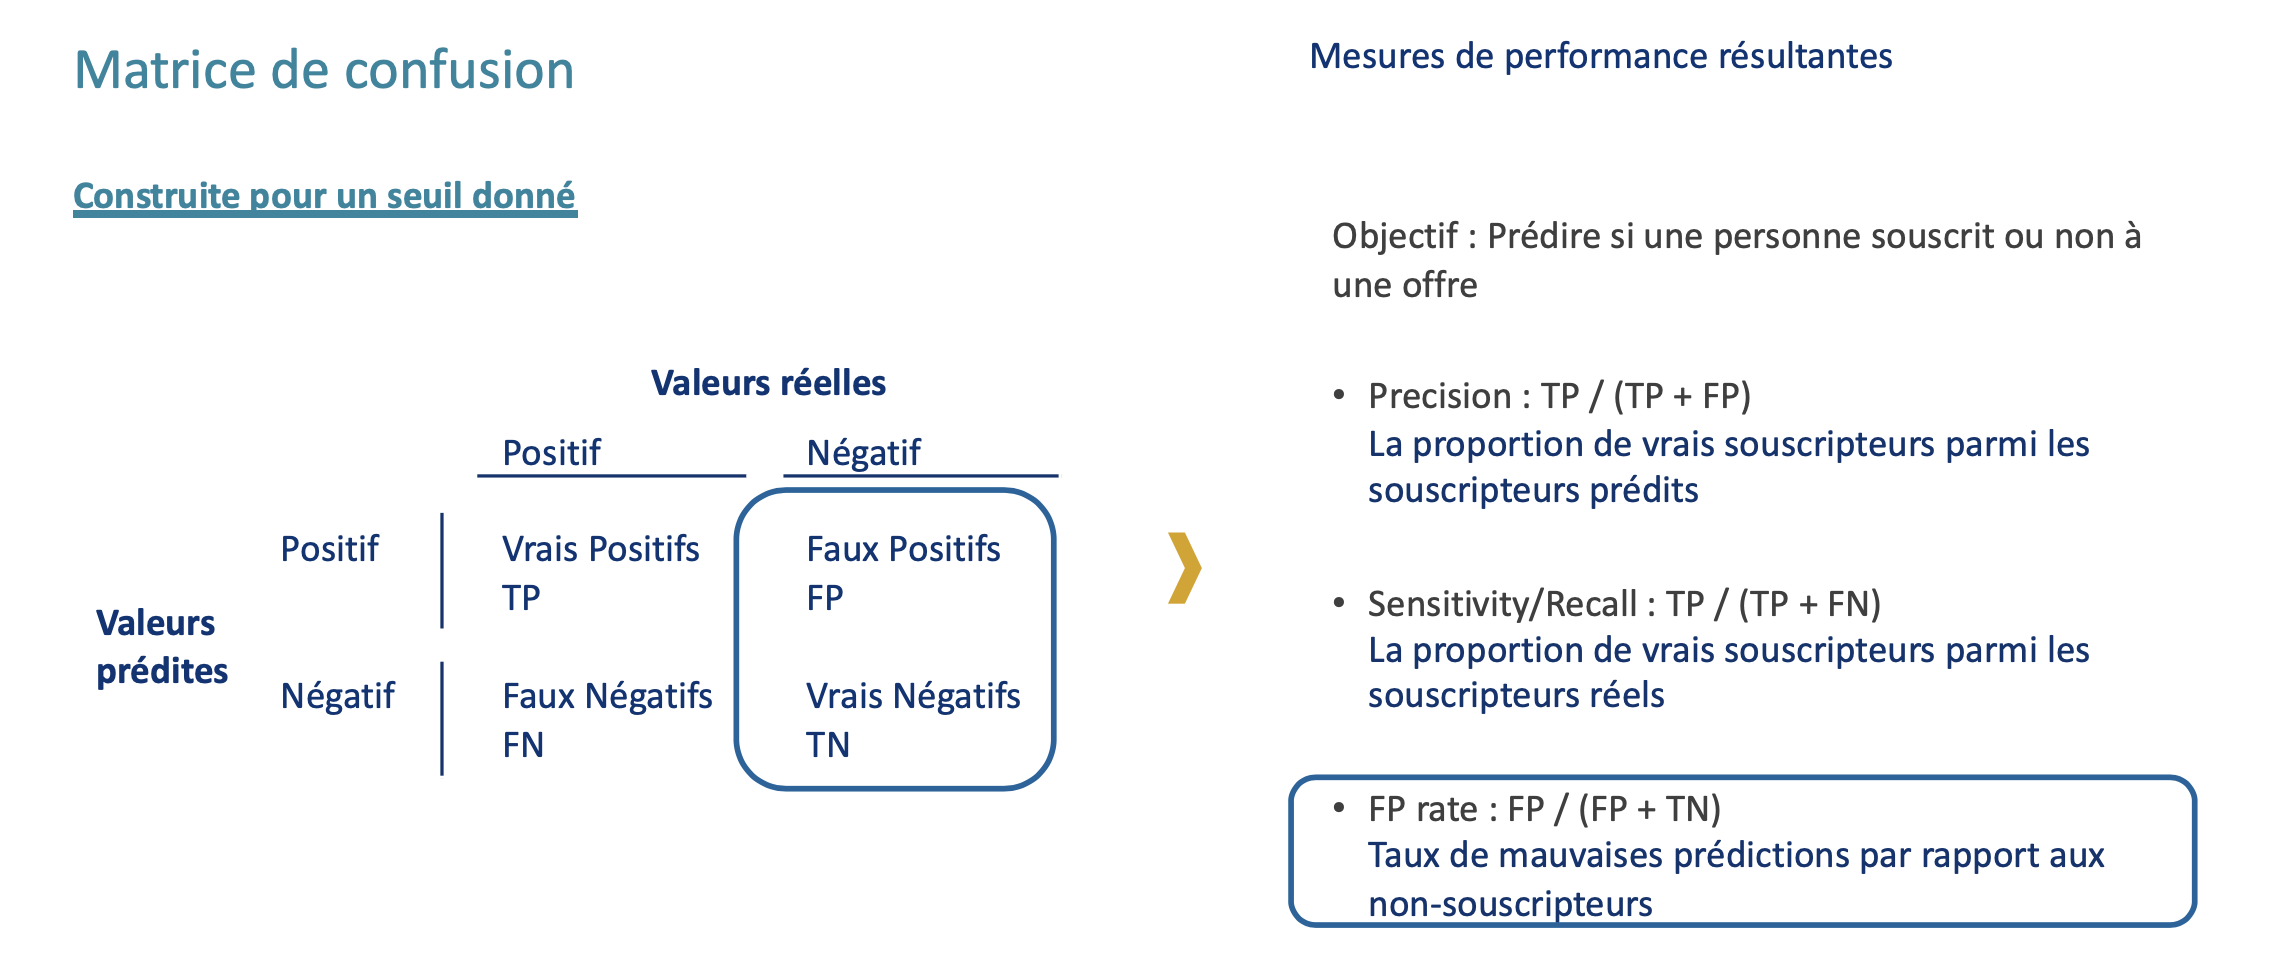 Matrice de confusion
Construite pour un seuil donné
Valeurs réelles
Positif
Négatif
Valeurs
prédites
Positif
Vrais Positifs
TP
Faux Positifs
FP
Négatif
Faux Négatifs
FN
Vrais Négatifs
TN
Mesures de performance résultantes
Objectif : Prédire si une personne souscrit ou non à
une offre
• Precision : TP / (TP + FP)
La proportion de vrais souscripteurs parmi les
souscripteurs prédits
• Sensitivity/Recall : TP / (TP + FN)
La proportion de vrais souscripteurs parmi les
souscripteurs réels
• FP rate : FP / (FP + TN)
Taux de mauvaises prédictions par rapport aux
non-souscripteurs